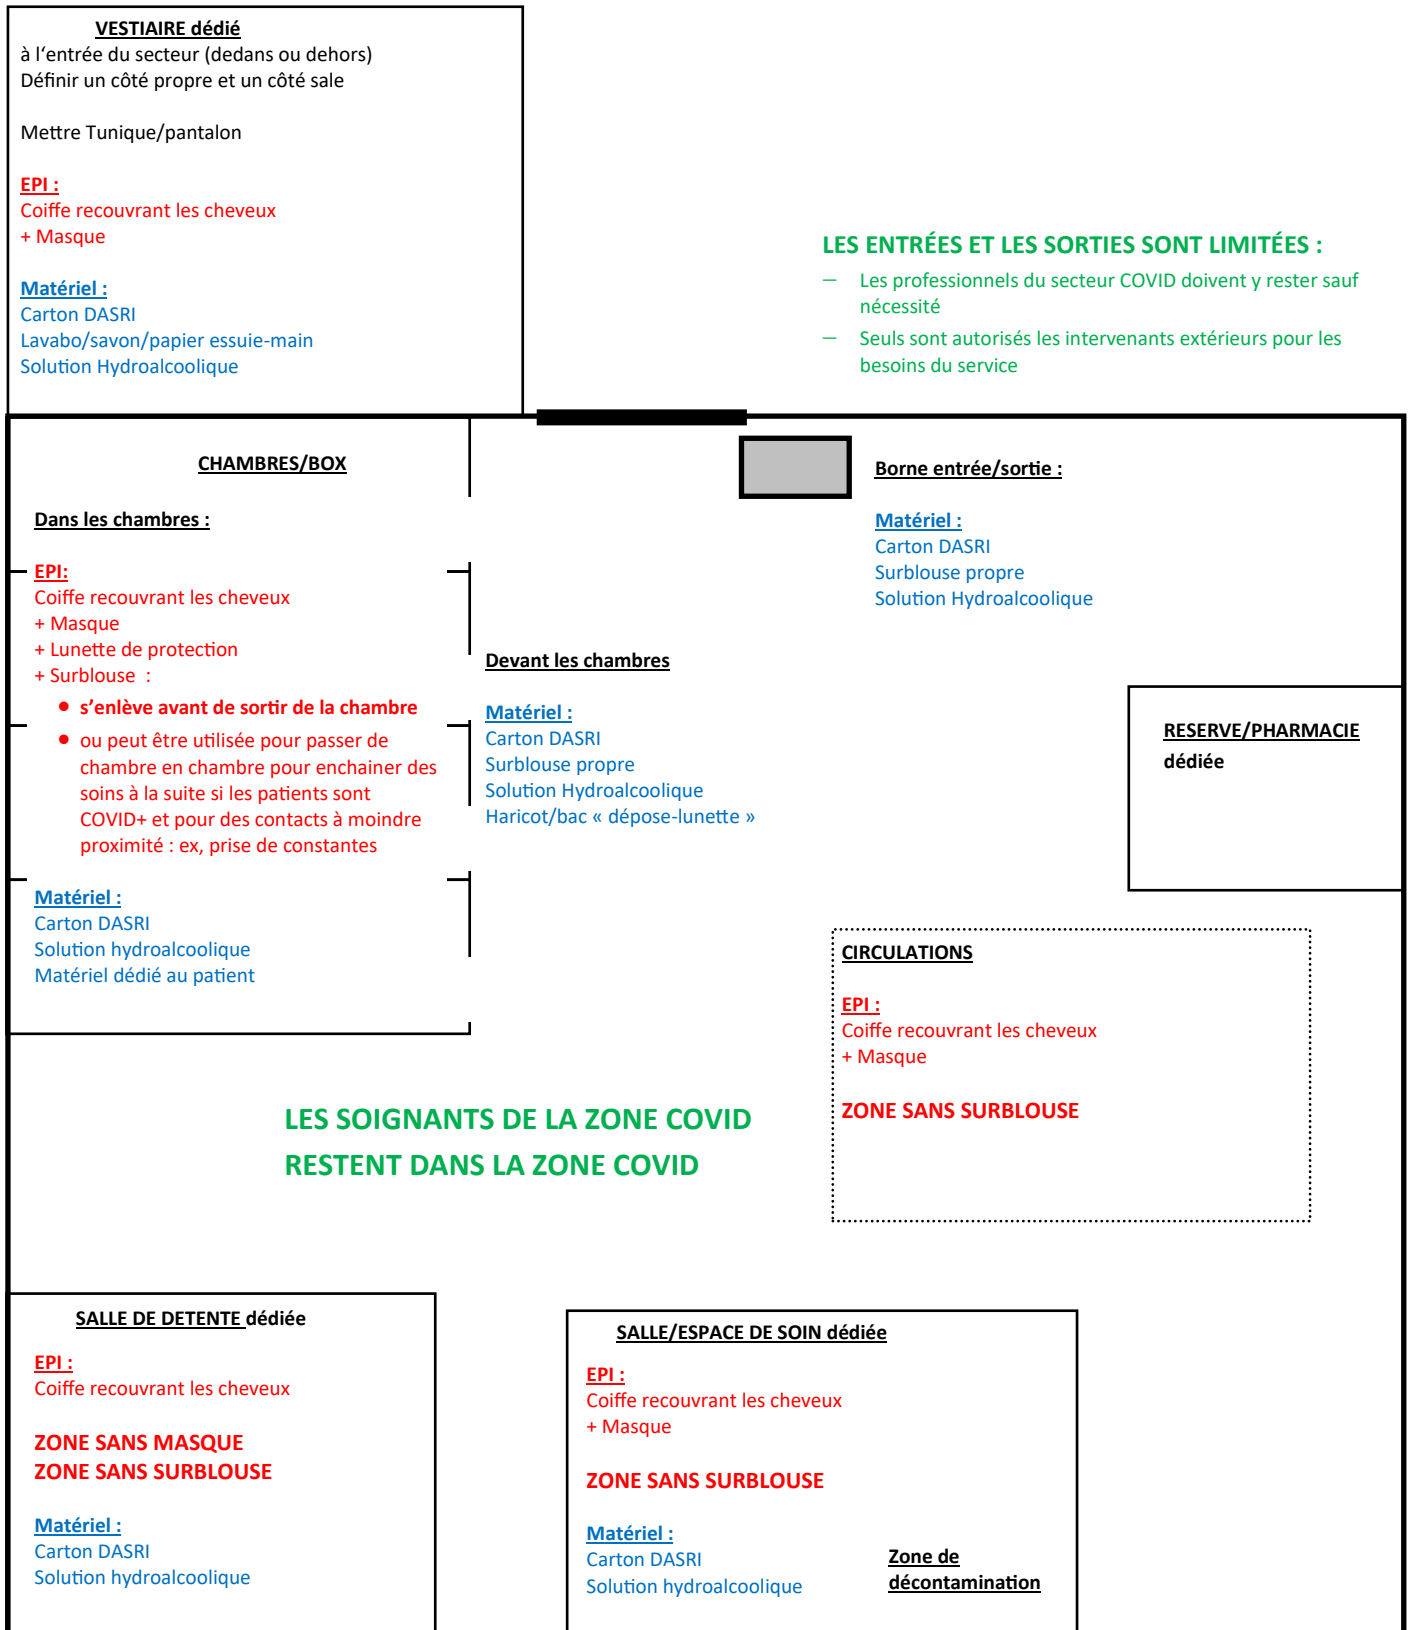 VESTIAIRE dédié
à l‘entrée du secteur (dedans ou dehors)
Définir un côté propre et un côté sale
Mettre Tunique/pantalon
EPI :
Coiffe recouvrant les cheveux
+ Masque
Matériel :
Carton DASRI
Lavabo/savon/papier essuie-main
Solution Hydroalcoolique
LES ENTRÉES ET LES SORTIES SONT LIMITÉES :
— Les professionnels du secteur COVID doivent y rester sauf
nécessité
— Seuls sont autorisés les intervenants extérieurs pour les
besoins du service
CHAMBRES/BOX
Dans les chambres :
EPI:
Coiffe recouvrant les cheveux
+ Masque
+ Lunette de protection
+ Surblouse :
• s’enlève avant de sortir de la chambre
• ou peut être utilisée pour passer de
chambre en chambre pour enchainer des
soins à la suite si les patients sont
COVID+ et pour des contacts à moindre
proximité : ex, prise de constantes
Matériel :
Carton DASRI
Solution hydroalcoolique
Matériel dédié au patient
Devant les chambres
Matériel :
Carton DASRI
Surblouse propre
Solution Hydroalcoolique
Haricot/bac « dépose-lunette »
Borne entrée/sortie :
Matériel :
Carton DASRI
Surblouse propre
Solution Hydroalcoolique
RESERVE/PHARMACIE
dédiée
CIRCULATIONS
EPI :
Coiffe recouvrant les cheveux
+ Masque
ZONE SANS SURBLOUSE
LES SOIGNANTS DE LA ZONE COVID
RESTENT DANS LA ZONE COVID
SALLE DE DETENTE dédiée
EPI :
Coiffe recouvrant les cheveux
ZONE SANS MASQUE
ZONE SANS SURBLOUSE
Matériel :
Carton DASRI
Solution hydroalcoolique
SALLE/ESPACE DE SOIN dédiée
EPI :
Coiffe recouvrant les cheveux
+ Masque
ZONE SANS SURBLOUSE
Matériel :
Carton DASRI
Solution hydroalcoolique
Zone de
décontamination